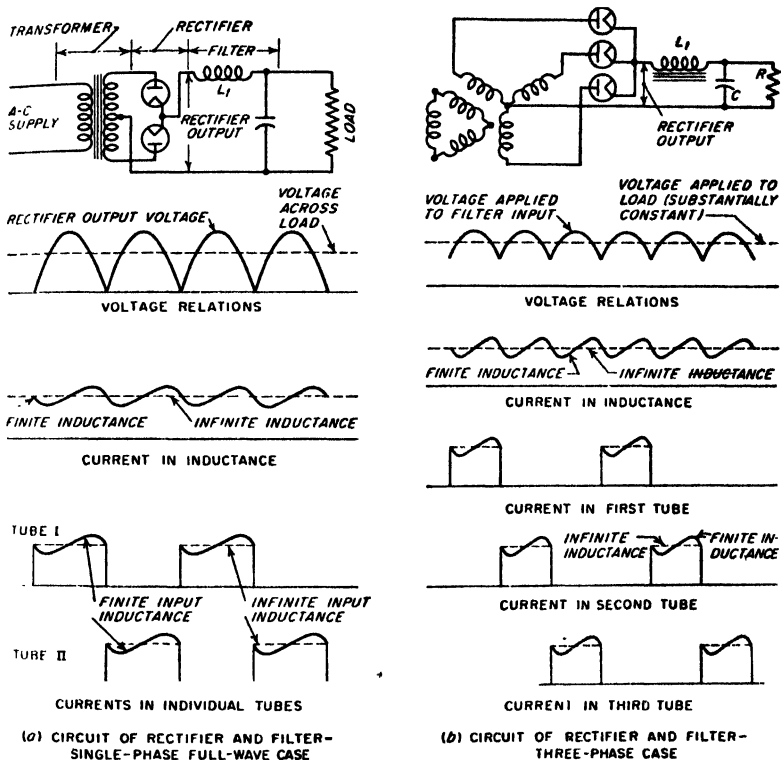 TRANSFORMER
RECTIFIER
FILTER
A-C
SUPPLY
L1
RECTIFIER
OUTPUT
LOAD
RECTIFIER OUTPUT VOLTAGE
VOLTAGE
ACROSS
LOAD
VOLTAGE RELATIONS
FINITE INDUCTANCE
INFINITE INDUCTANCE
CURRENT IN INDUCTANCE
TUBE I
FINITE INPUT
INDUCTANCE
INFINITE INPUT
INDUCTANCE
TUBE II
CURRENTS IN INDIVIDUAL TUBES
(a) CIRCUIT OF RECTIFIER AND FILTER-
SINGLE-PHASE FULL-WAVE CASE
L1
R
C
RECTIFIER
OUTPUT
VOLTAGE APPLIED
TO FILTER INPUT
VOLTAGE APPLIED TO
LOAD (SUBSTANTIALLY
CONSTANT)
VOLTAGE RELATIONS
FINITE INDUCTANCE
INFINITE INDUCTANCE
CURRENT IN INDUCTANCE
CURRENT IN FIRST TUBE
INFINITE
INDUCTANCE
FINITE IN-
DUCTANCE
CURRENT IN SECOND TUBE
CURRENT IN THIRD TUBE
(b) CIRCUIT OF RECTIFIER AND FILTER-
THREE-PHASE CASE